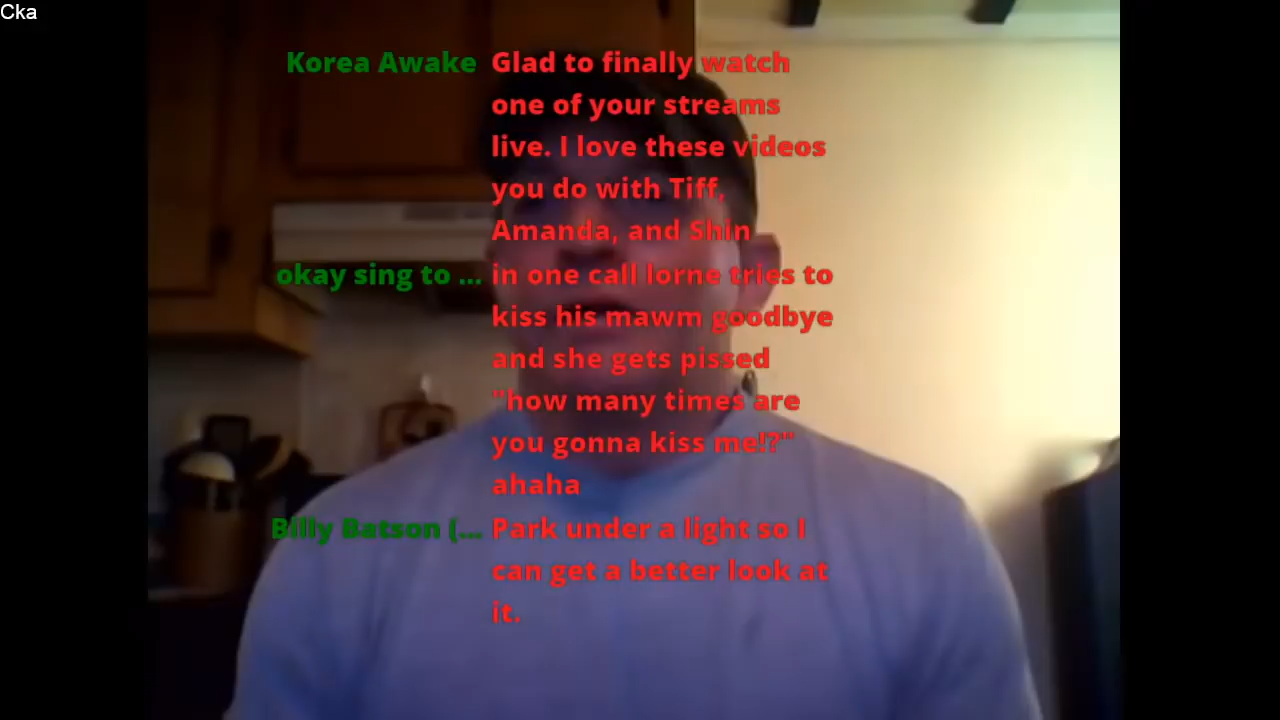 Cka
Korea Awake Glad to finally watch
one of your streams
live. I love these videos
you do with Tiff,
Amanda, and Shin
okay sing to ... in one call lorne tries to
kiss his mawm goodbye
and she gets pissed
"how many times are
you gonna kiss me!?"
ahaha
Billy Batson (... Park under a light so I
can get a better look at
it.